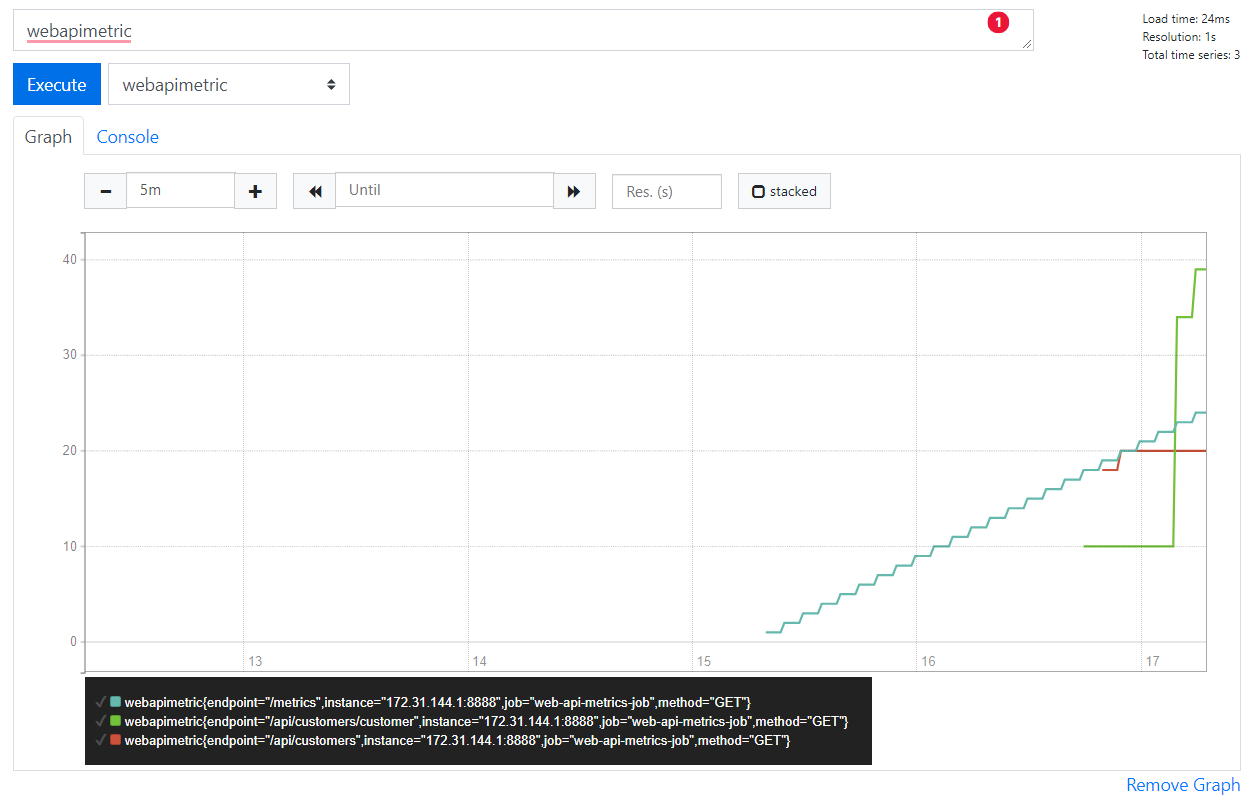 webapimetric
1
Load time: 24ms
Resolution: 1s
Total time series: 3
Execute
webapimetric
Graph
Console
5m
Until
Res. (s)
stacked
40
30
20
10
0
13
14
15
16
17
webapimetric{endpoint="/metrics",instance="172.31.144.1:8888",job="web-api-metrics-job",method="GET"}
webapimetric{endpoint="/api/customers/customer",instance="172.31.144.1:8888",job="web-api-metrics-job",method="GET"}
webapimetric{endpoint="/api/customers",instance="172.31.144.1:8888",job="web-api-metrics-job",method="GET"}
Remove Graph